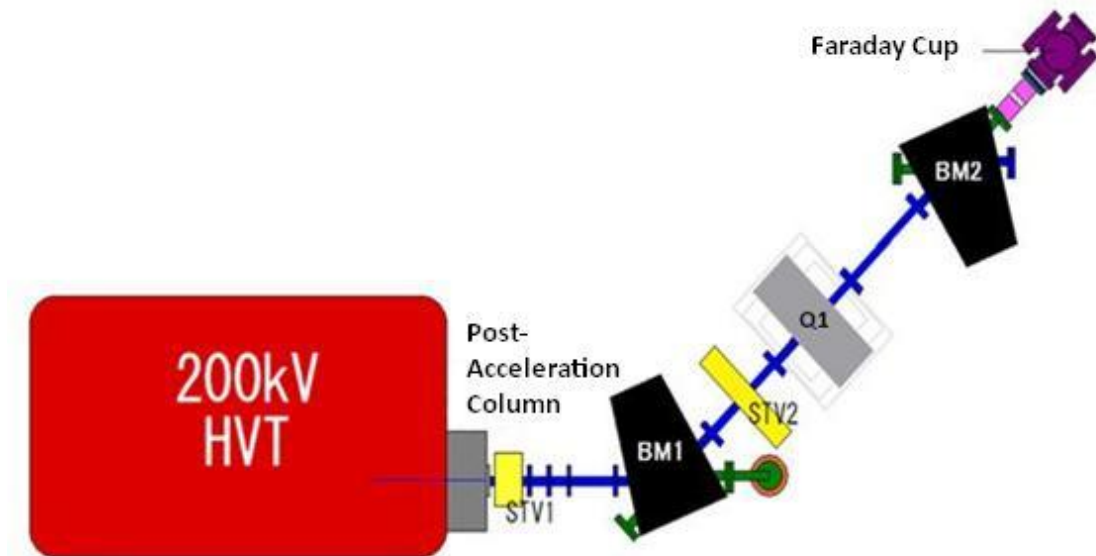 Faraday Cup
BM2
Q1
Post-
Acceleration
Column
200kV
HVT
STV2
BM1
STV1